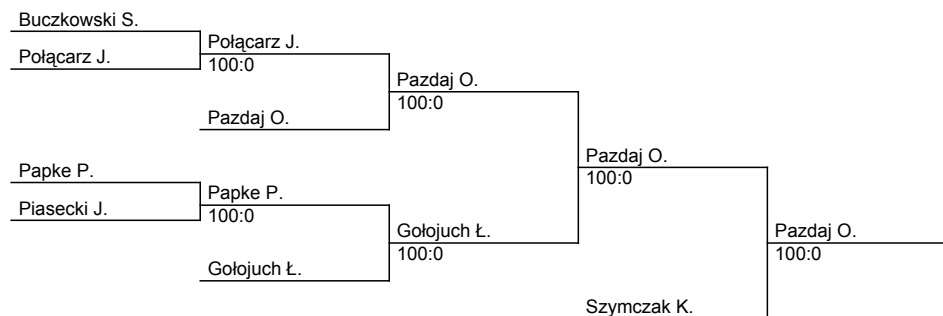 Buczkowski S.
Połącarz J.
Połącarz J.
100:0
Pazdaj O.
Pazdaj O.
100:0
Papke P.
Piasecki J.
Papke P.
100:0
Gołojuch Ł.
Gołojuch Ł.
100:0
Pazdaj O.
100:0
Szymczak K.
Pazdaj O.
100:0